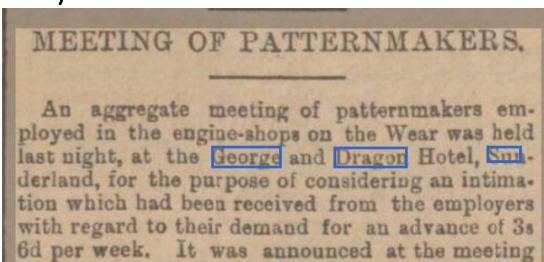 MEETING OF PATTERNMAKERS.
An aggregate meeting of patternmakers em-
ployed in the engine-shops on the Wear was held
last night, at the George and Dragon Hotel, Sun-
derland, for the purpose of considering an intima-
tion which had been received from the employers
with regard to their demand for an advance of 3s
6d per week. It was announced at the meeting